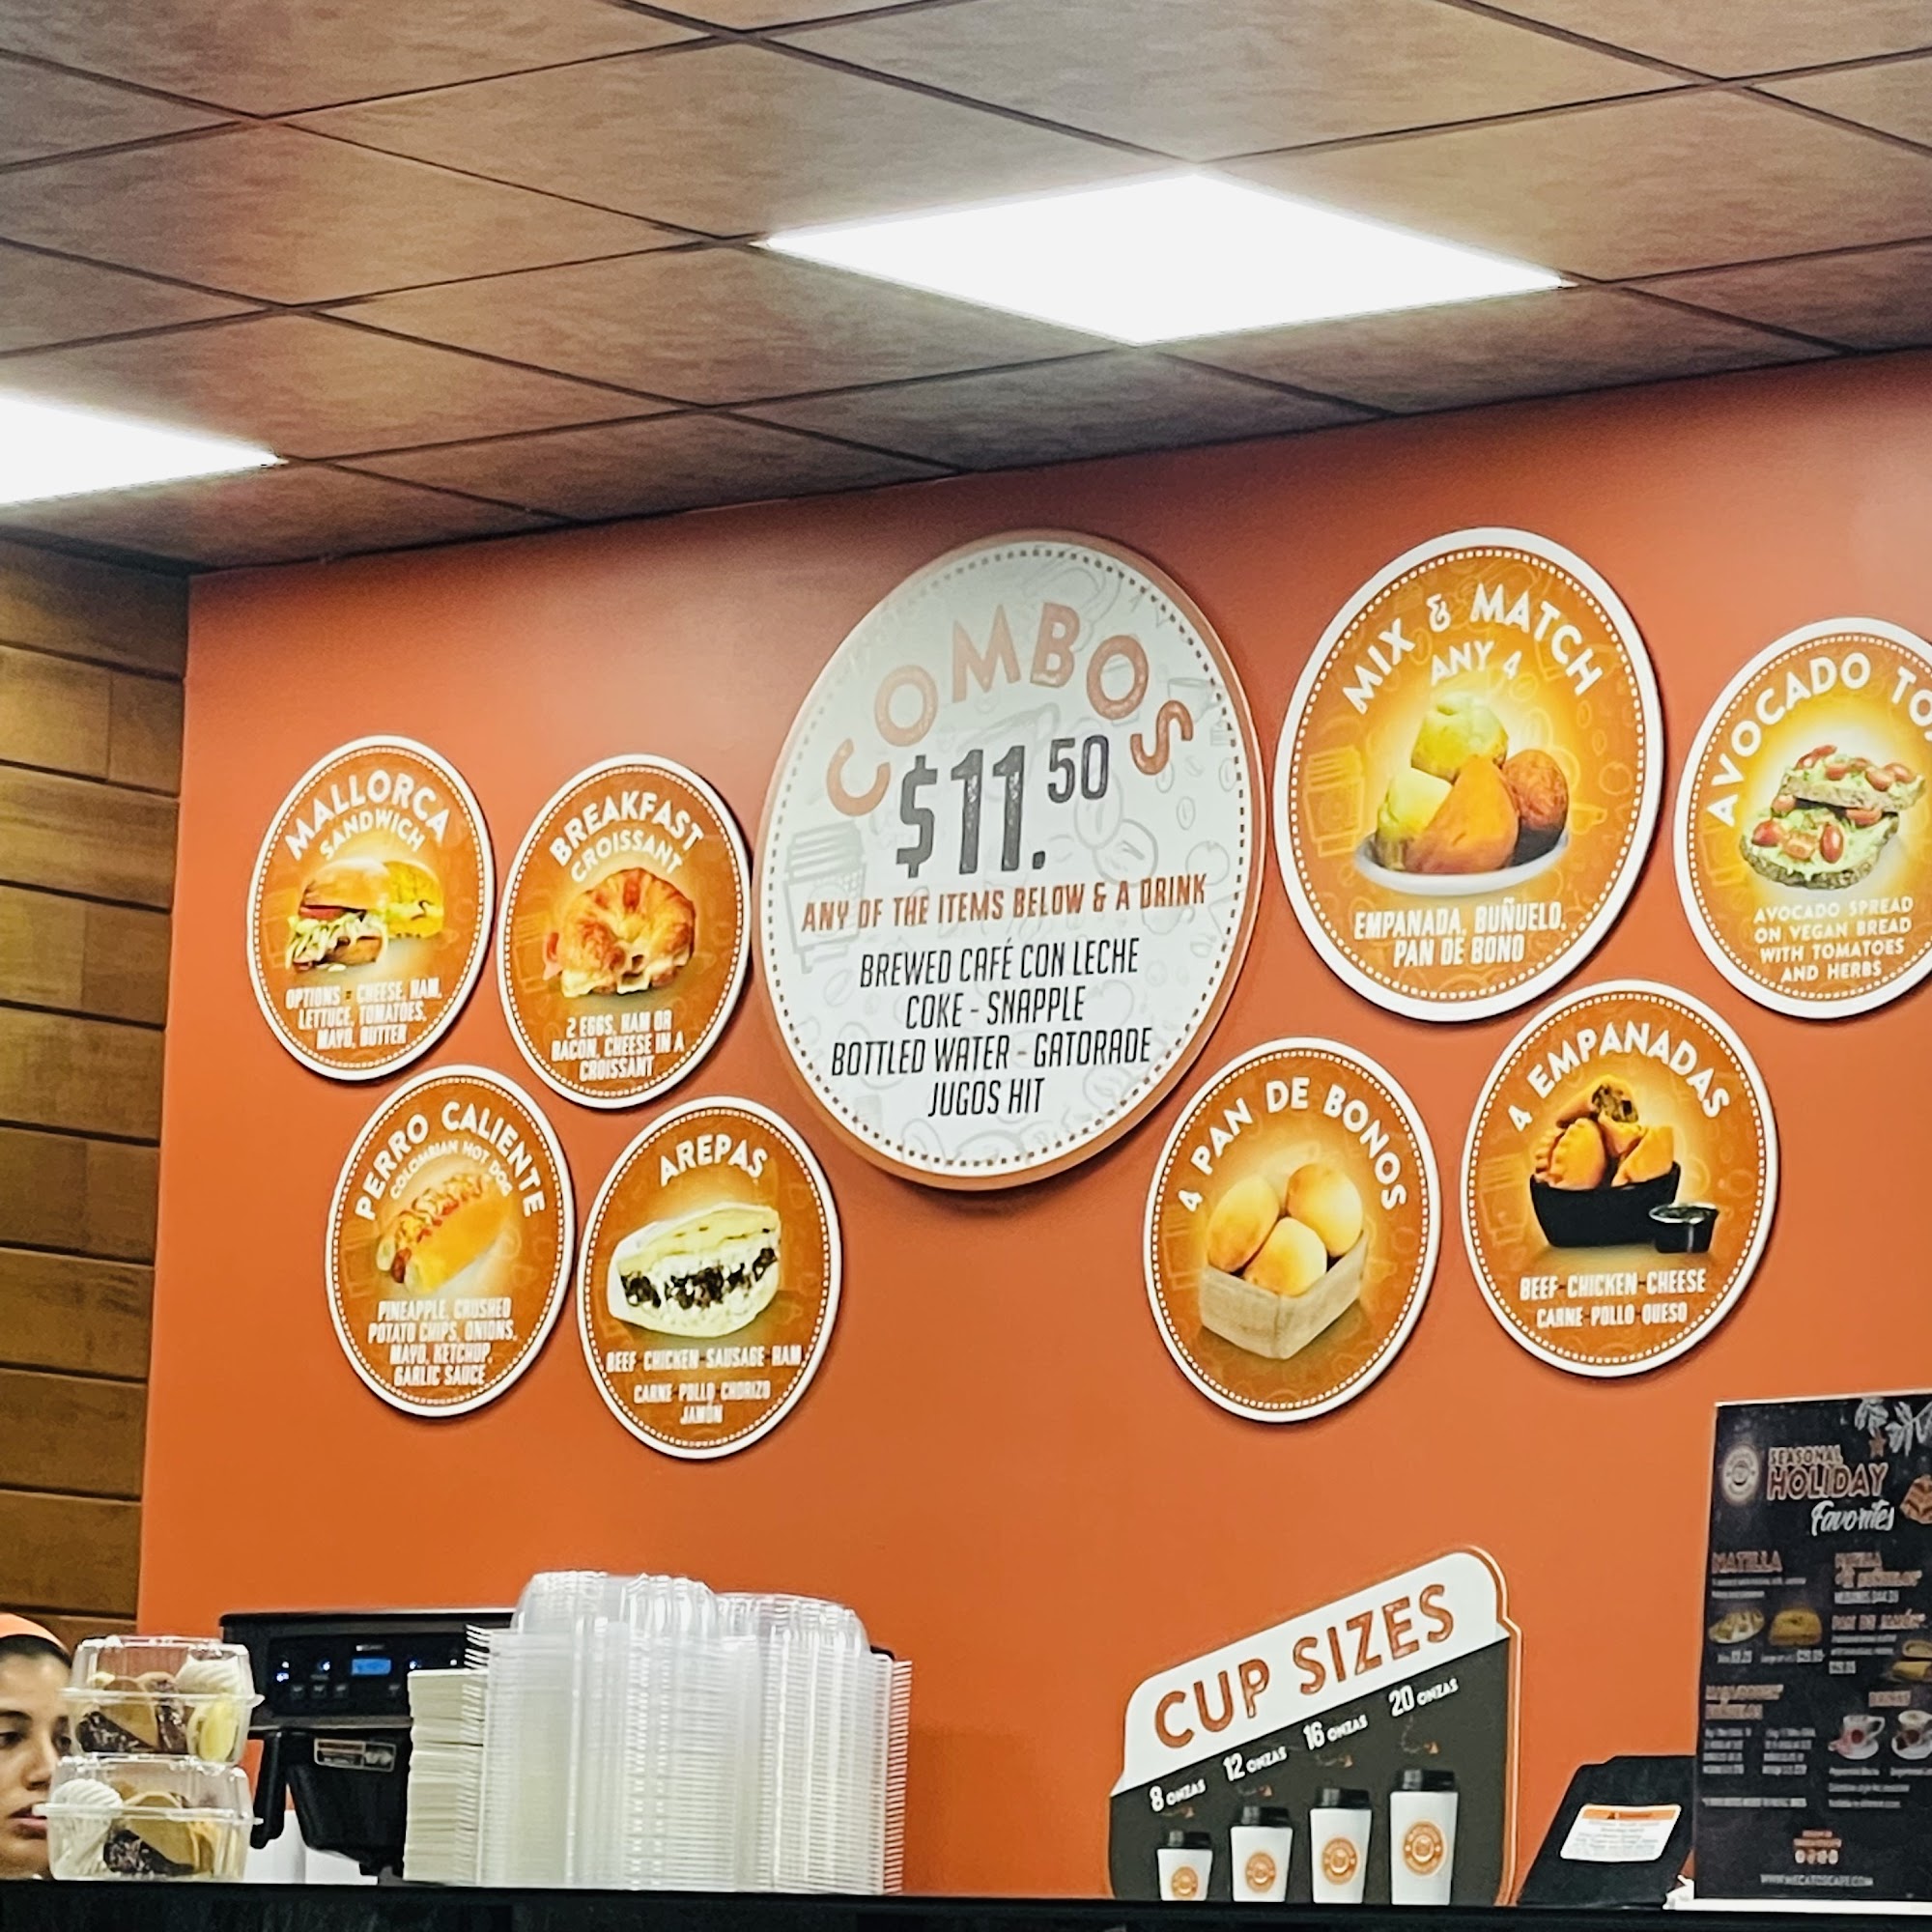 MALLORCA
SANDWICH
OPTIONS - CHEESE, HAM,
LETTUCE, TOMATOES,
MAYO, BUTTER
BREAKFAST
CROISSANT
2 EGGS, HAM OR
BACON, CHEESE IN A
CROISSANT
COMBOS
$11.50
ANY OF THE ITEMS BELOW & A DRINK
BREWED CAFÉ CON LECHE
COKE - SNAPPLE
BOTTLED WATER - GATORADE
JUGOS HIT
MIX & MATCH
ANY 4
EMPANADA, BUÑUELO,
PAN DE BONO
AVOCADO
AVOCADO SPREAD
ON VEGAN BREAD
WITH TOMATOES
AND HERBS
PERRO CALIENTE
COLOMBIAN HOT DOG
PINEAPPLE, CRUSHED
POTATO CHIPS, ONIONS,
MAYO, KETCHUP,
GARLIC SAUCE
AREPAS
BEEF-CHICKEN-SAUSAGE-HAM
CARNE-POLLO-CHORIZO
JAMÓN
4 PAN DE BONOS
4 EMPANADAS
BEEF-CHICKEN-CHEESE
CARNE-POLLO-QUESO
CUP SIZES
8 ONZAS
12 ONZAS
16 ONZAS
20 ONZAS
SEASONAL
HOLIDAY
Favorites
NATILLA
WWW.MECATOSCAFE.COM